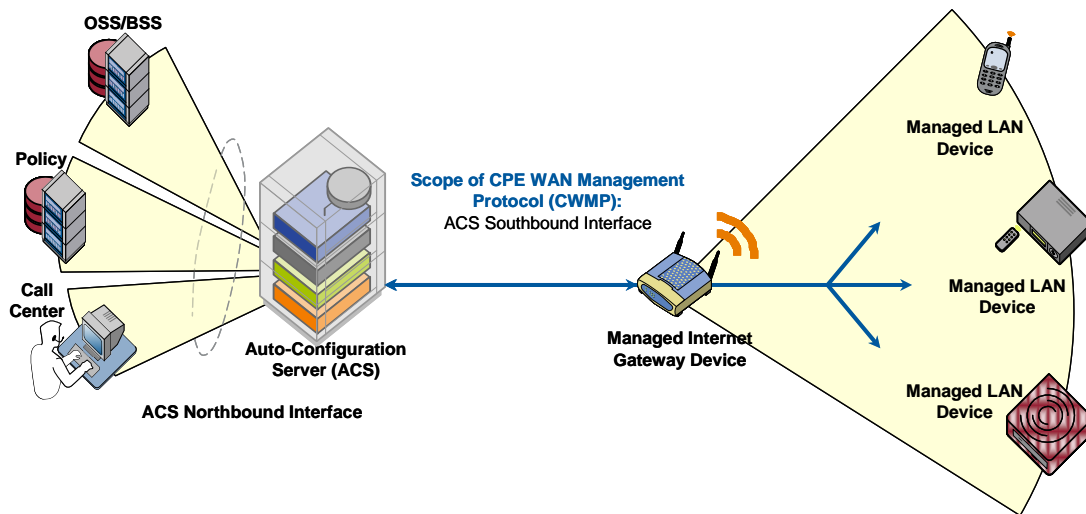 OSS/BSS
Policy
Call
Center
ACS Northbound Interface
Auto-Configuration
Server (ACS)
Scope of CPE WAN Management
Protocol (CWMP):
ACS Southbound Interface
Managed Internet
Gateway Device
Managed LAN
Device
Managed LAN
Device
Managed LAN
Device